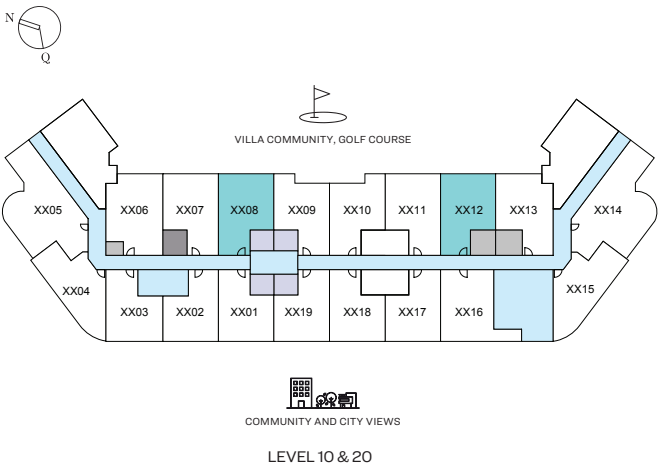 N
Q
VILLA COMMUNITY, GOLF COURSE
XX05
XX06
XX07
XX08
XX09
XX10
XX11
XX12
XX13
XX14
XX04
XX03
XX02
XX01
XX19
XX18
XX17
XX16
XX15
COMMUNITY AND CITY VIEWS
LEVEL 10 & 20